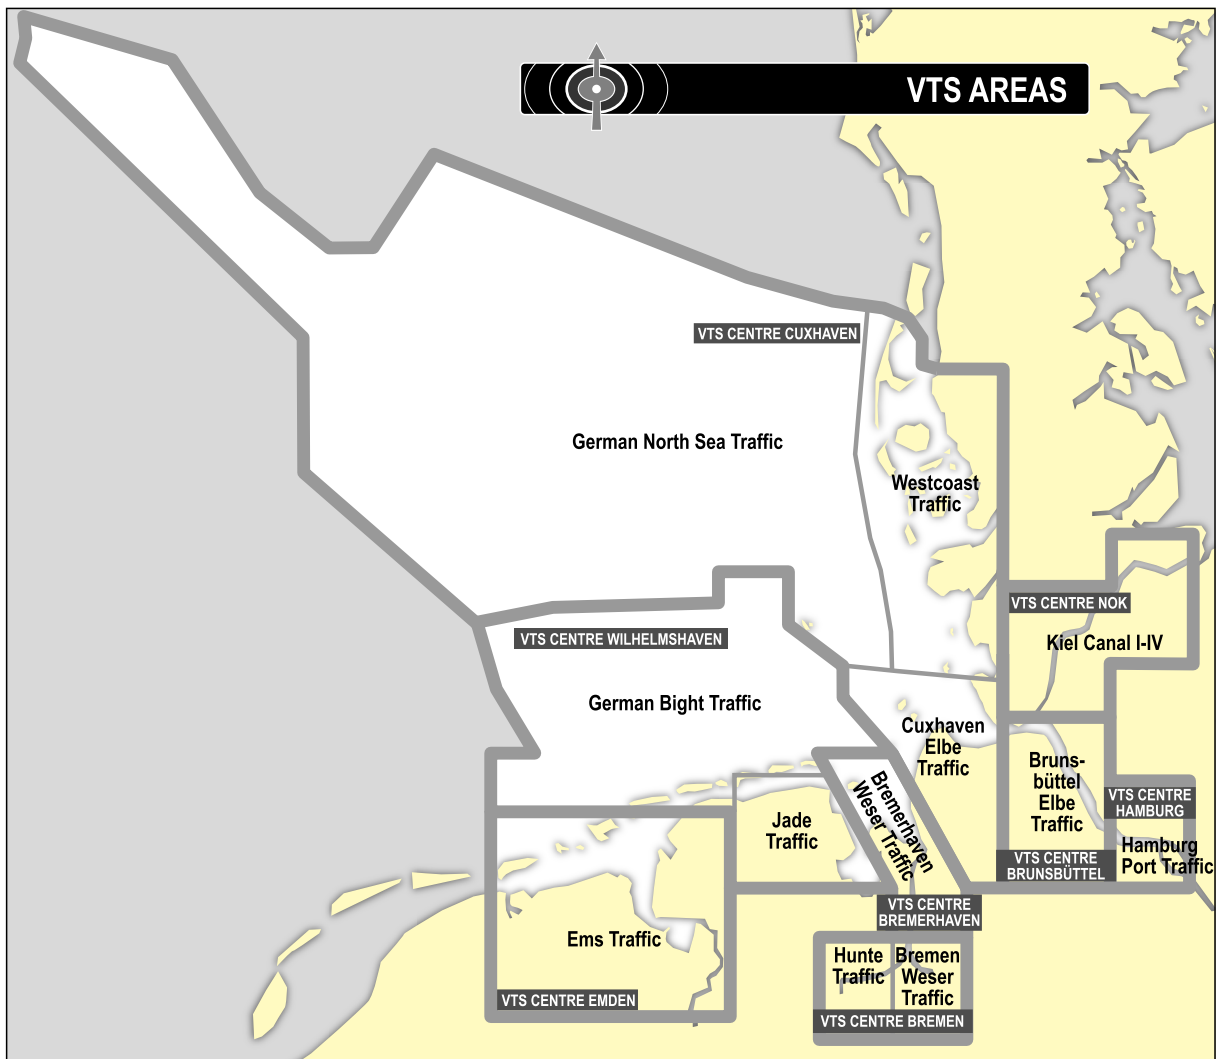 VTS AREAS
VTS CENTRE CUXHAVEN
German North Sea Traffic
Westcoast
Traffic
VTS CENTRE NOK
Kiel Canal I-IV
VTS CENTRE WILHELMSHAVEN
German Bight Traffic
Cuxhaven
Elbe
Traffic
Bruns-
büttel
Elbe
Traffic
VTS CENTRE
BRUNSBÜTTEL
VTS CENTRE
HAMBURG
Hamburg
Port Traffic
Jade
Traffic
Bremerhaven
Weser Traffic
VTS CENTRE
BREMERHAVEN
Ems Traffic
VTS CENTRE EMDEN
Hunte
Traffic
Bremen
Weser
Traffic
VTS CENTRE BREMEN